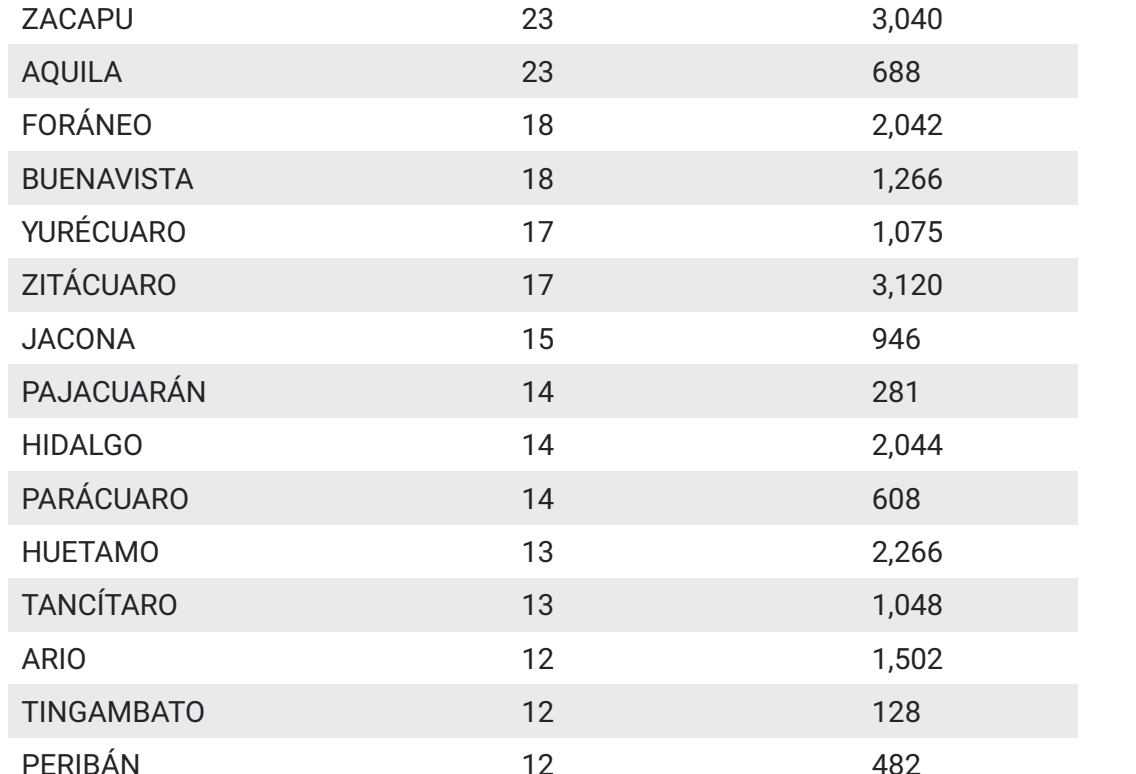 ZACAPU 23 3,040
AQUILA 23 688
FORÁNEO 18 2,042
BUENAVISTA 18 1,266
YURÉCUARO 17 1,075
ZITÁCUARO 17 3,120
JACONA 15 946
PAJACUARÁN 14 281
HIDALGO 14 2,044
PARÁCUARO 14 608
HUETAMO 13 2,266
TANCÍTARO 13 1,048
ARIO 12 1,502
TINGAMBATO 12 128
PERIBÁN 12 482